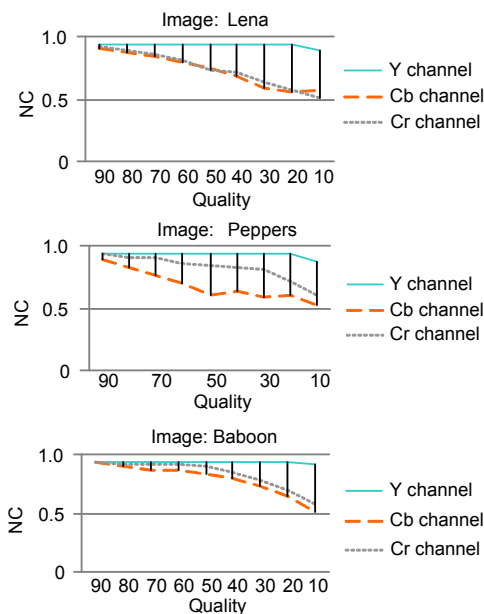 Image: Lena
1.0
0.5
0
NC
90 80 70 60 50 40 30 20 10
Quality
Y channel
Cb channel
Cr channel
Image: Peppers
1.0
0.5
0
NC
90 70 50 30 10
Quality
Y channel
Cb channel
Cr channel
Image: Baboon
1.0
0.5
0
NC
90 80 70 60 50 40 30 20 10
Quality
Y channel
Cb channel
Cr channel